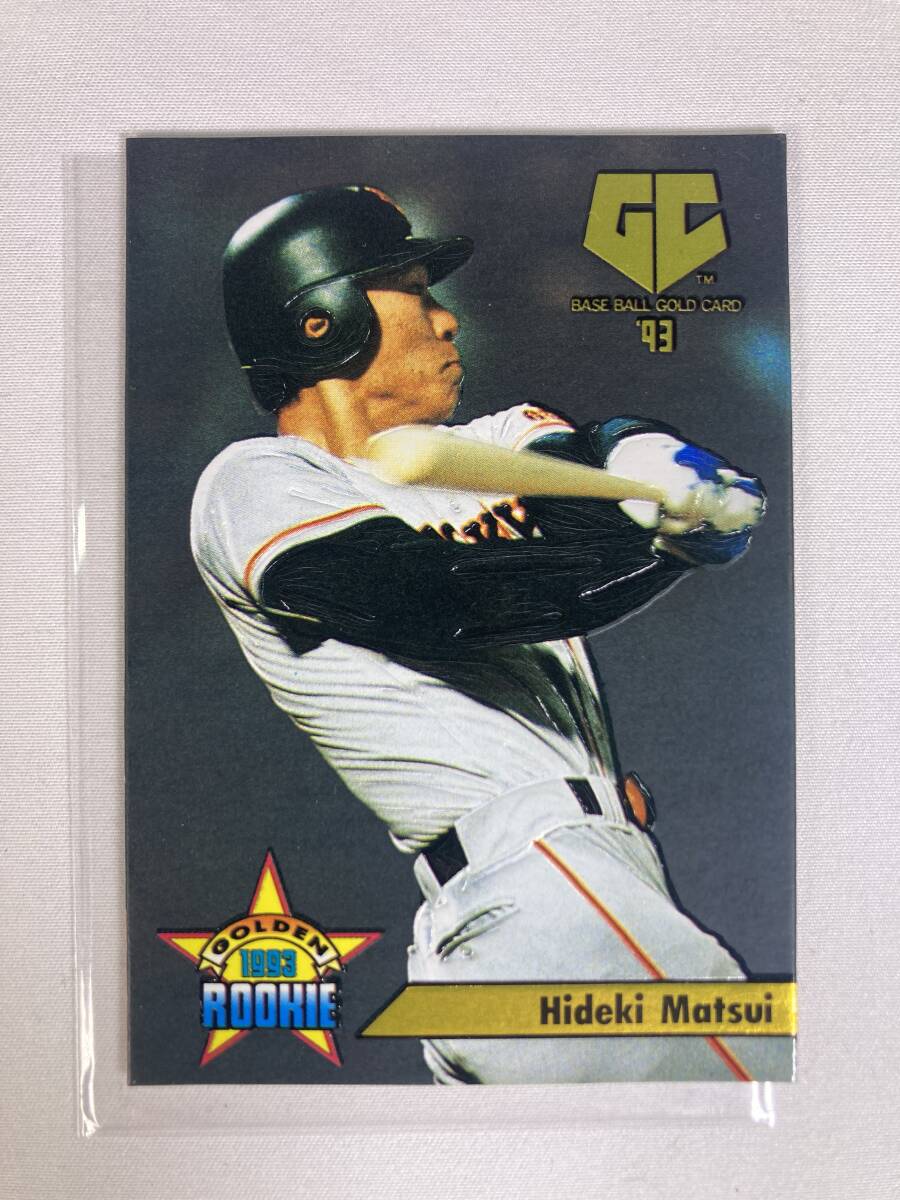 GC
TM
BASE BALL GOLD CARD
'93
GOLDEN
1993
ROOKIE
Hideki Matsui